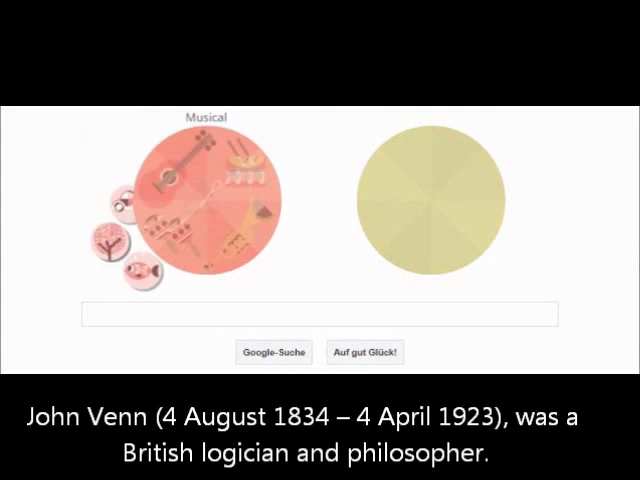 Musical
Google-Suche
Auf gut Glück!
John Venn (4 August 1834 – 4 April 1923), was a
British logician and philosopher.